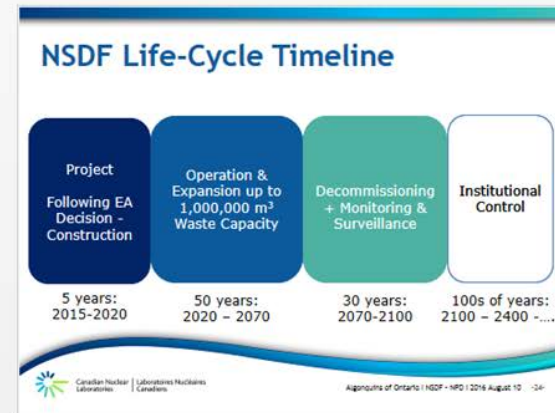 NSDF Life-Cycle Timeline
Project
Following EA
Decision -
Construction
Operation &
Expansion up to
1,000,000 m³
Waste Capacity
Decommissioning
+ Monitoring &
Surveillance
Institutional
Control
5 years:
2015-2020
50 years:
2020 – 2070
30 years:
2070-2100
100s of years:
2100 – 2400 -....
Canadian Nuclear | Laboratoires Nucléaires
Laboratories | Canadiens
Algonquins of Ontario I NSDF - NPD I 2016 August 10 -24-